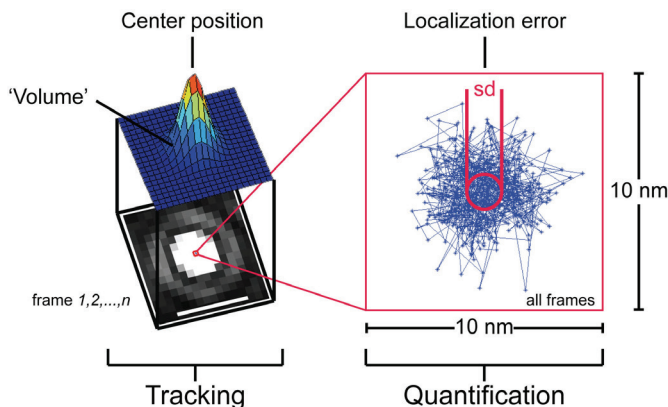 Center position
Localization error
'Volume'
sd
10 nm
frame 1,2,...,n
all frames
10 nm
Tracking
Quantification